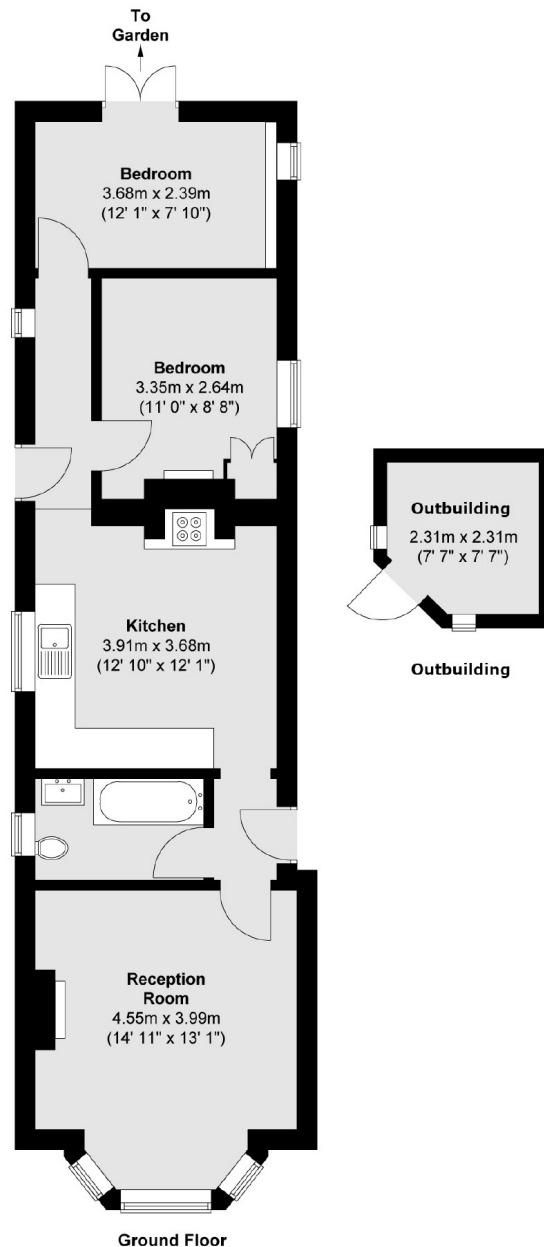 To
Garden
Bedroom
3.68m x 2.39m
(12' 1" x 7' 10")
Bedroom
3.35m x 2.64m
(11' 0" x 8' 8")
Outbuilding
2.31m x 2.31m
(7' 7" x 7' 7")
Outbuilding
Kitchen
3.91m x 3.68m
(12' 10" x 12' 1")
Reception
Room
4.55m x 3.99m
(14' 11" x 13' 1")
Ground Floor